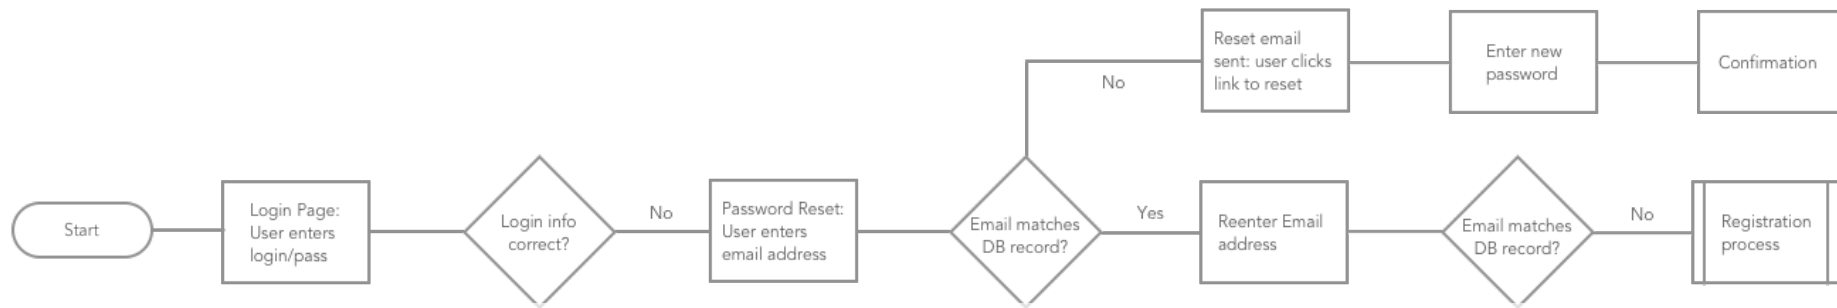 Reset email
sent: user clicks
link to reset
Enter new
password
Confirmation
No
Start
Login Page:
User enters
login/pass
Login info
correct?
No
Password Reset:
User enters
email address
Email matches
DB record?
Yes
Reenter Email
address
Email matches
DB record?
No
Registration
process